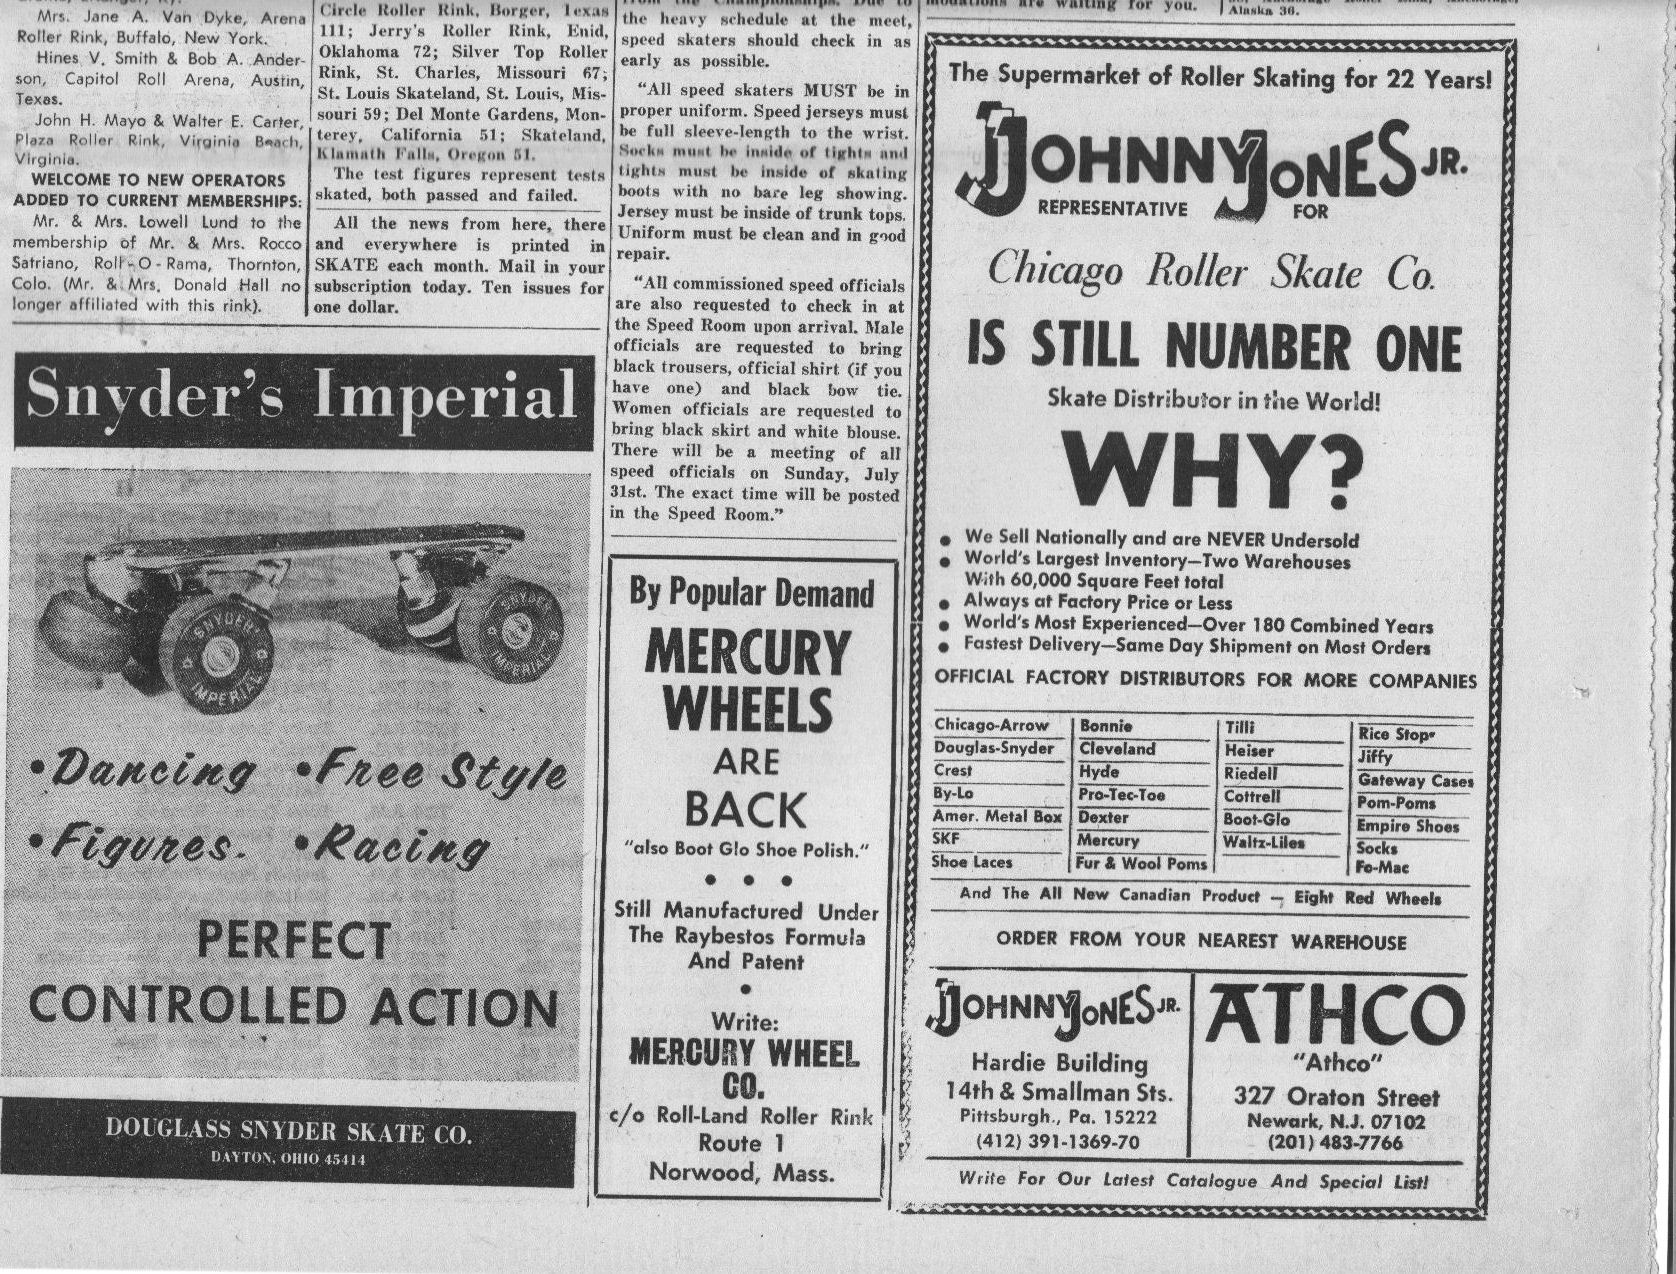 Mrs. Jane A. Van Dyke, Arena
Roller Rink, Buffalo, New York.
Hines V. Smith & Bob A. Ander-
son, Capitol Roll Arena, Austin,
Texas.
John H. Mayo & Walter E. Carter,
Plaza Roller Rink, Virginia Beach,
Virginia.
WELCOME TO NEW OPERATORS
ADDED TO CURRENT MEMBERSHIPS:
Mr. & Mrs. Lowell Lund to the
membership of Mr. & Mrs. Rocco
Satriano, Roll-O-Rama, Thornton,
Colo. (Mr. & Mrs. Donald Hall no
longer affiliated with this rink).
Circle Roller Rink, Borger, Texas
111; Jerry's Roller Rink, Enid,
Oklahoma 72; Silver Top Roller
Rink, St. Charles, Missouri 67;
St. Louis Skateland, St. Louis, Mis-
souri 59; Del Monte Gardens, Mon-
terey, California 51; Skateland,
Klamath Falls, Oregon 51.
The test figures represent tests
skated, both passed and failed.
All the news from here, there
and everywhere is printed in
SKATE each month. Mail in your
subscription today. Ten issues for
one dollar.
Snyder's Imperial
SNYDER'S
IMPERIAL
SNYDER
IMPERIAL
•Dancing •Free Style
•Figures. •Racing
PERFECT
CONTROLLED ACTION
DOUGLASS SNYDER SKATE CO.
DAYTON, OHIO 45414
from the Championships. Due to
the heavy schedule at the meet,
speed skaters should check in as
early as possible.
"All speed skaters MUST be in
proper uniform. Speed jerseys must
be full sleeve-length to the wrist.
Socks must be inside of tights and
tights must be inside of skating
boots with no bare leg showing.
Jersey must be inside of trunk tops.
Uniform must be clean and in good
repair.
"All commissioned speed officials
are also requested to check in at
the Speed Room upon arrival. Male
officials are requested to bring
black trousers, official shirt (if you
have one) and black bow tie.
Women officials are requested to
bring black skirt and white blouse.
There will be a meeting of all
speed officials on Sunday, July
31st. The exact time will be posted
in the Speed Room."
By Popular Demand
MERCURY
WHEELS
ARE
BACK
"also Boot Glo Shoe Polish."
• • •
Still Manufactured Under
The Raybestos Formula
And Patent
•
Write:
MERCURY WHEEL
CO.
c/o Roll-Land Roller Rink
Route 1
Norwood, Mass.
are waiting for you.
Alaska 36.
The Supermarket of Roller Skating for 22 Years!
JOHNNY JONES JR.
REPRESENTATIVE FOR
Chicago Roller Skate Co.
IS STILL NUMBER ONE
Skate Distributor in the World!
WHY?
• We Sell Nationally and are NEVER Undersold
• World's Largest Inventory—Two Warehouses
With 60,000 Square Feet total
• Always at Factory Price or Less
• World's Most Experienced—Over 180 Combined Years
• Fastest Delivery—Same Day Shipment on Most Orders
OFFICIAL FACTORY DISTRIBUTORS FOR MORE COMPANIES
Chicago-Arrow
Douglas-Snyder
Crest
By-Lo
Amer. Metal Box
SKF
Shoe Laces
Bonnie
Cleveland
Hyde
Pro-Tec-Toe
Dexter
Mercury
Fur & Wool Poms
Tilli
Heiser
Riedell
Cottrell
Boot-Glo
Waltz-Liles
Rice Stops
Jiffy
Gateway Cases
Pom-Poms
Empire Shoes
Socks
Fo-Mac
And The All New Canadian Product — Eight Red Wheels
ORDER FROM YOUR NEAREST WAREHOUSE
JOHNNY JONES JR.
Hardie Building
14th & Smallman Sts.
Pittsburgh., Pa. 15222
(412) 391-1369-70
ATHCO
"Athco"
327 Oraton Street
Newark, N.J. 07102
(201) 483-7766
Write For Our Latest Catalogue And Special List!